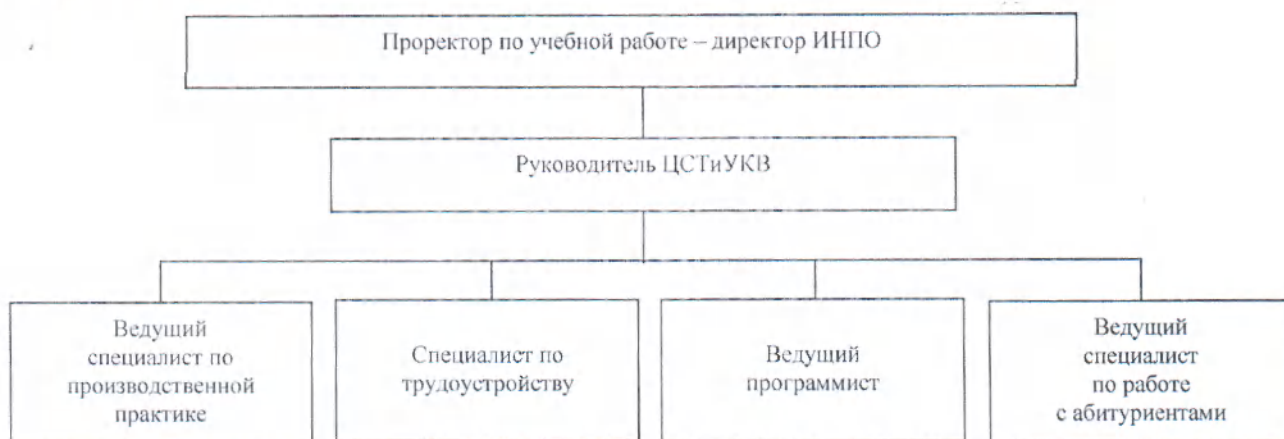 Проректор по учебной работе – директор ИНПО
Руководитель ЦСТиУКВ
Ведущий
специалист по
производственной
практике
Специалист по
трудоустройству
Ведущий
программист
Ведущий
специалист
по работе
с абитуриентами